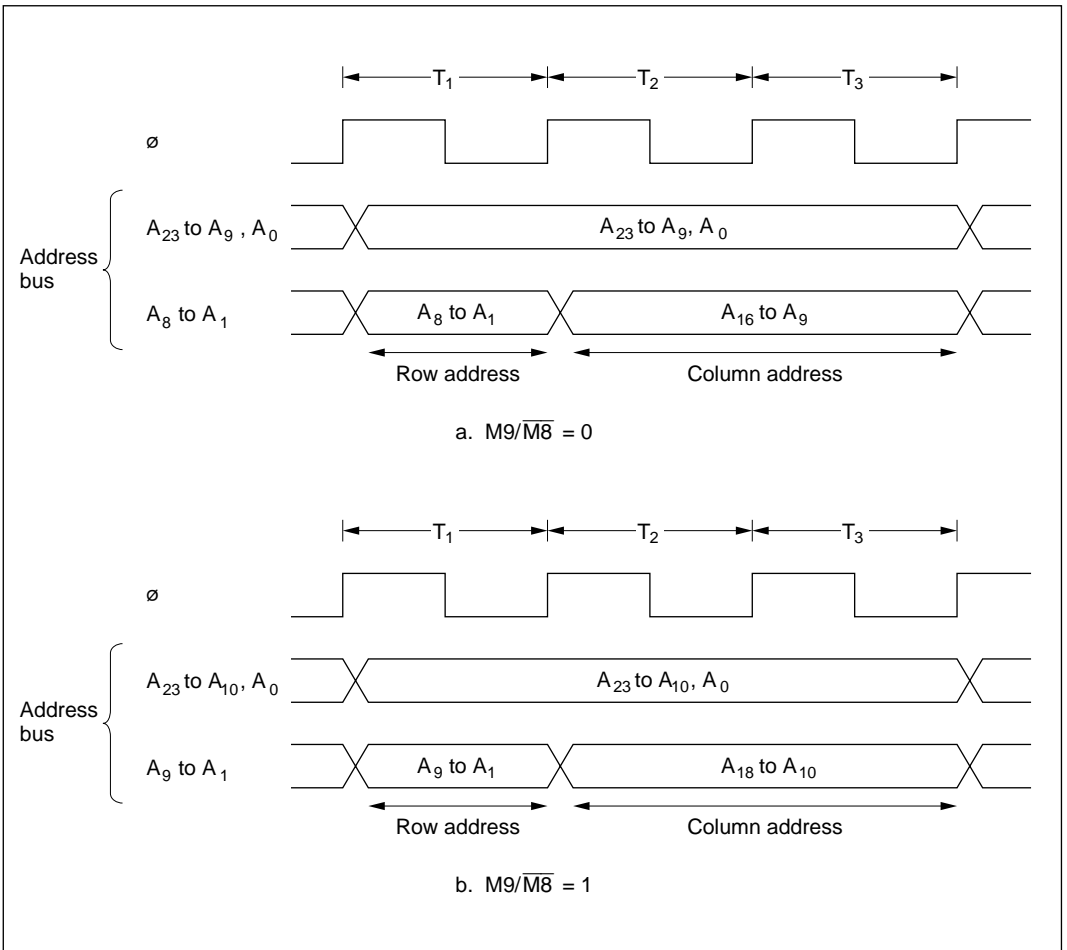 T₁ T₂ T₃
ø
A₂₃ to A₉ , A₀ A₂₃ to A₉, A₀
Address
bus
A₈ to A₁ A₈ to A₁ A₁₆ to A₉
Row address Column address
a. M9/M̅8̅ = 0
T₁ T₂ T₃
ø
A₂₃ to A₁₀, A₀ A₂₃ to A₁₀, A₀
Address
bus
A₉ to A₁ A₉ to A₁ A₁₈ to A₁₀
Row address Column address
b. M9/M̅8̅ = 1